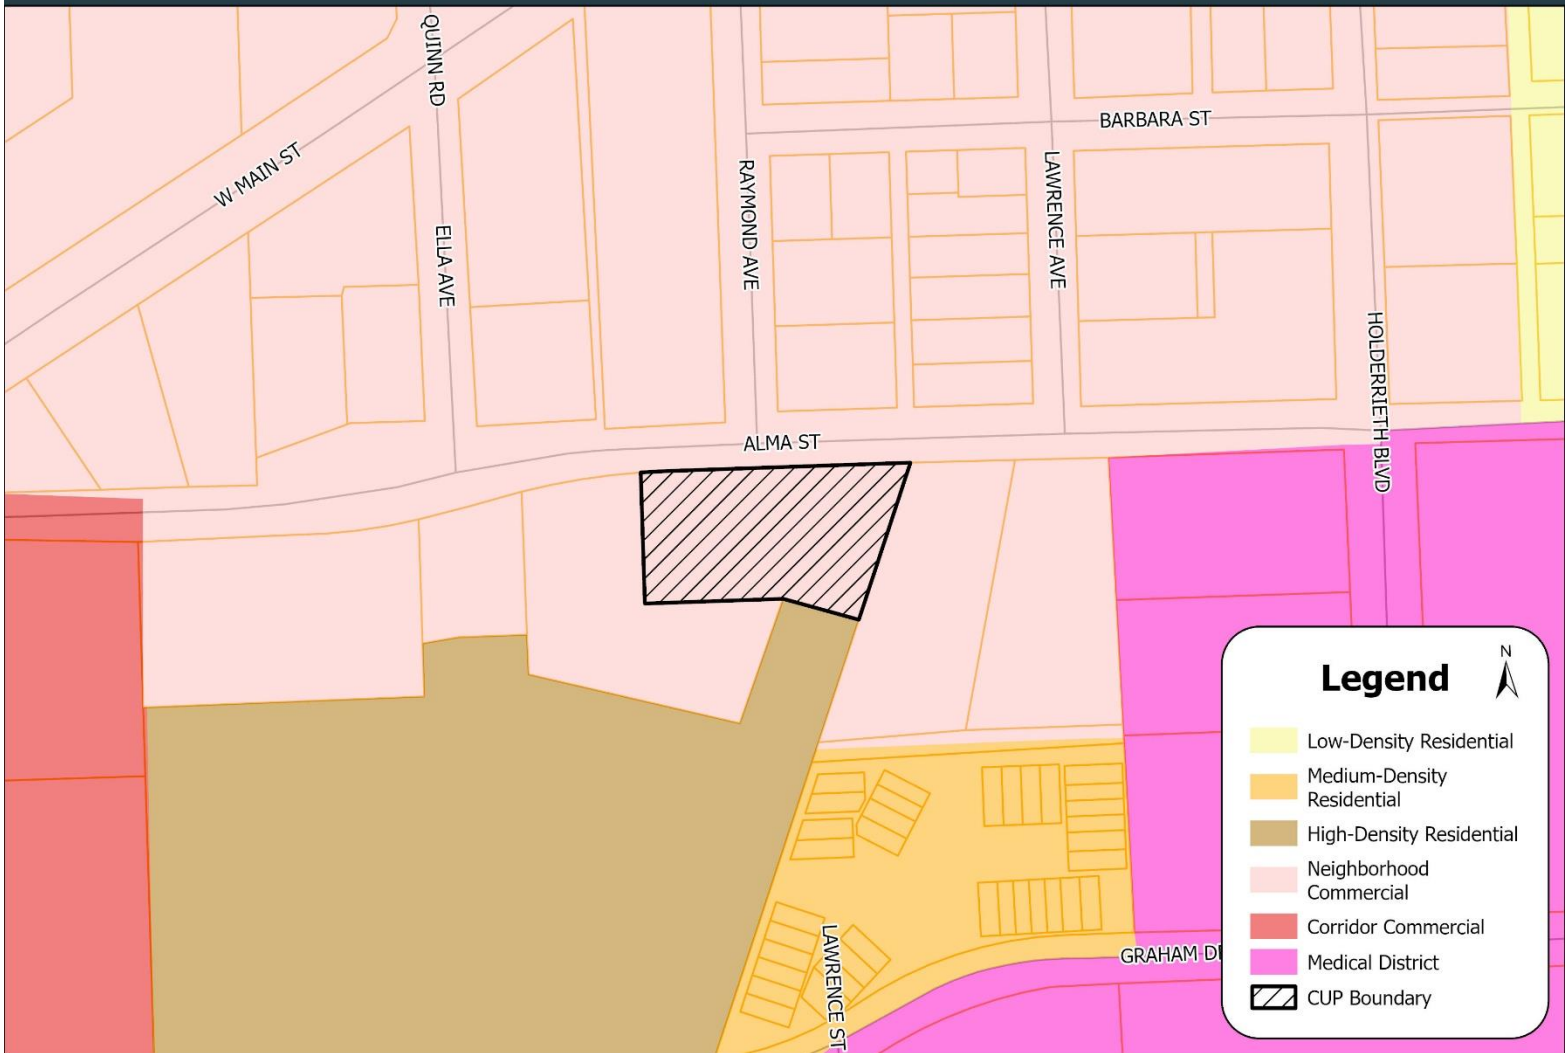 QUINN RD
W MAIN ST
BARBARA ST
RAYMOND AVE
LAWRENCE AVE
ELLA AVE
HOLDERRIETH BLVD
ALMA ST
N
Legend
Low-Density Residential
Medium-Density
Residential
High-Density Residential
Neighborhood
Commercial
Corridor Commercial
Medical District
CUP Boundary
LAWRENCE ST
GRAHAM D